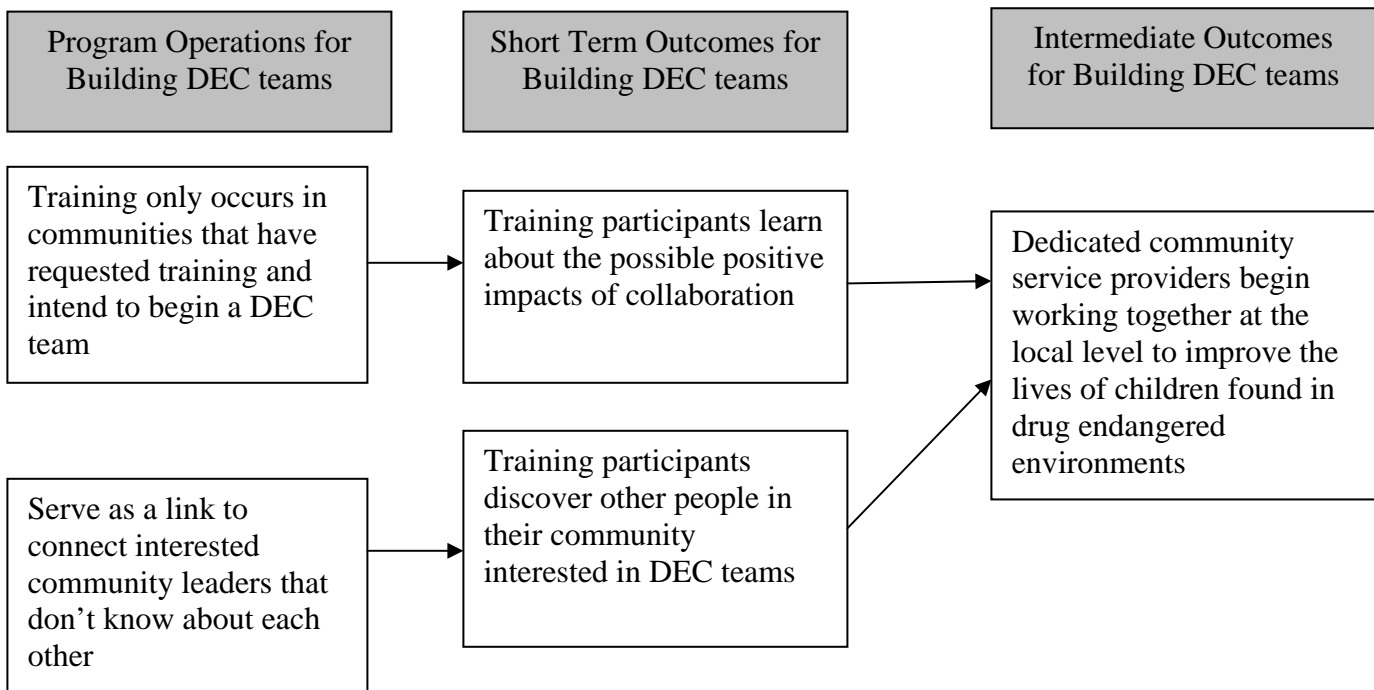 Program Operations for
Building DEC teams
Short Term Outcomes for
Building DEC teams
Intermediate Outcomes
for Building DEC teams
Training only occurs in
communities that have
requested training and
intend to begin a DEC
team
Training participants learn
about the possible positive
impacts of collaboration
Dedicated community
service providers begin
working together at the
local level to improve the
lives of children found in
drug endangered
environments
Serve as a link to
connect interested
community leaders that
don’t know about each
other
Training participants
discover other people in
their community
interested in DEC teams